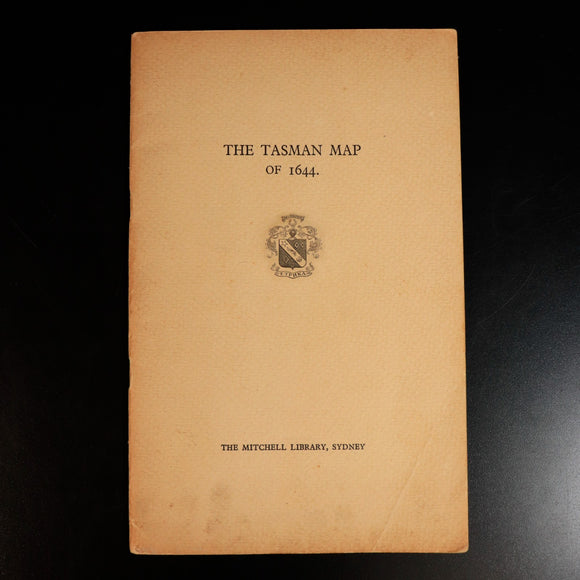 THE TASMAN MAP
OF 1644.
THE MITCHELL LIBRARY, SYDNEY